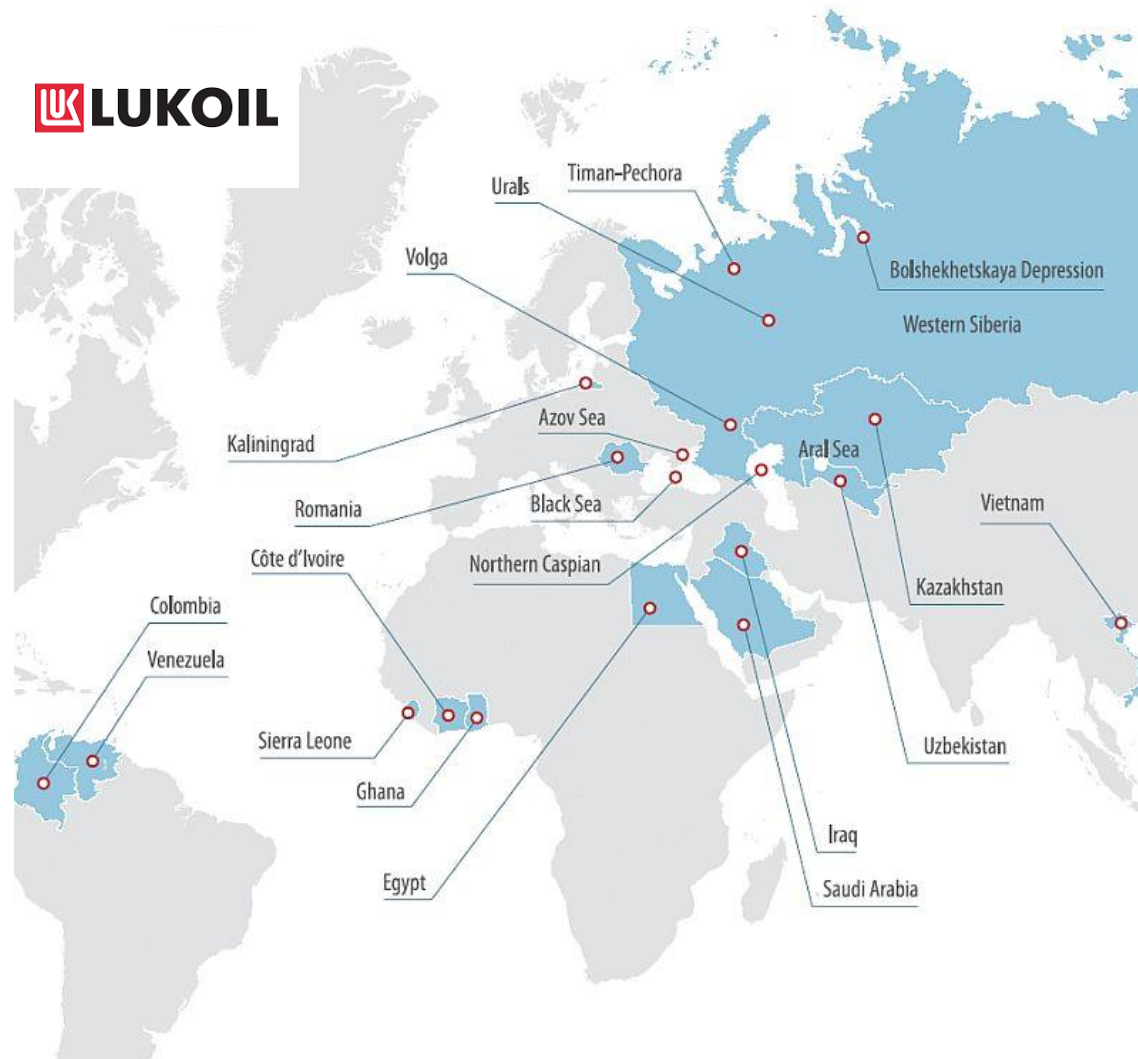 LUK LUKOIL
Timan-Pechora
Urals
Volga
Bolshekhetskaya Depression
Western Siberia
Kaliningrad
Azov Sea
Aral Sea
Romania
Black Sea
Vietnam
Côte d'Ivoire
Northern Caspian
Kazakhstan
Colombia
Venezuela
Sierra Leone
Uzbekistan
Ghana
Iraq
Egypt
Saudi Arabia